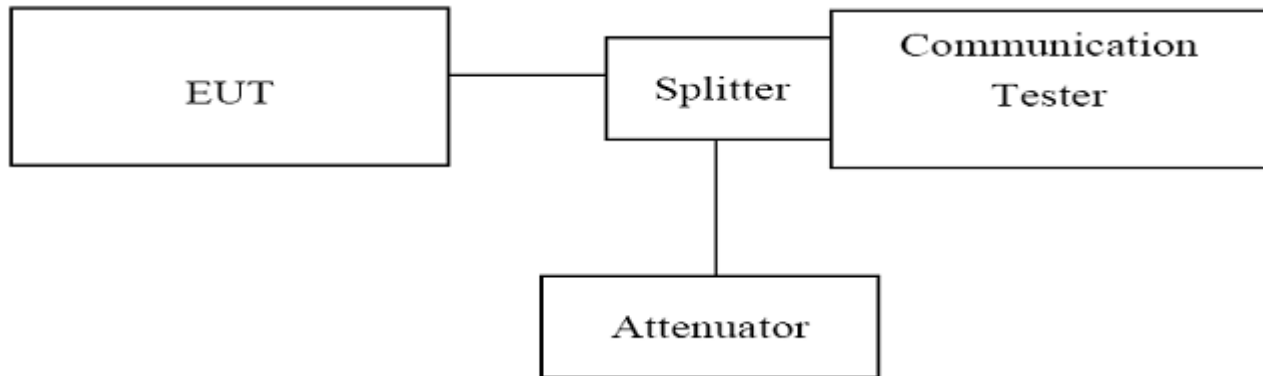 EUT
Splitter
Communication
Tester
Attenuator